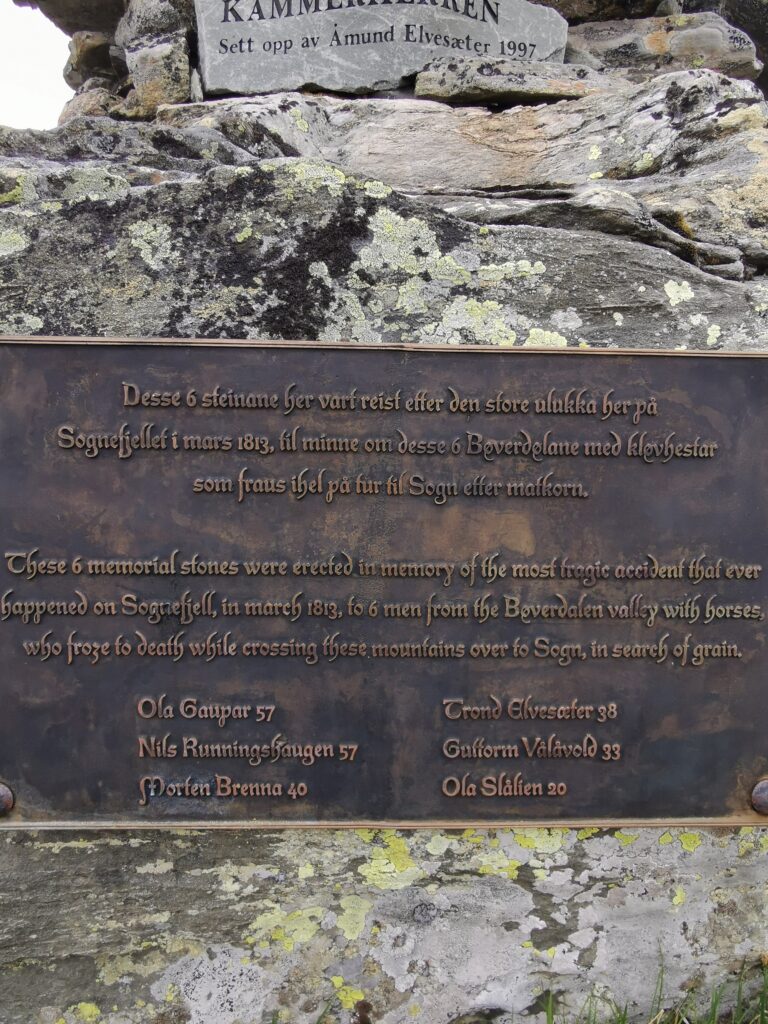 KAMMERHERREN
Sett opp av Åmund Elvesæter 1997
Desse 6 steinane her vart reist etter den store ulukka her på
Sognefjellet i mars 1813, til minne om desse 6 Bøverdølane med kløvhestar
som fraus ihel på tur til Sogn etter matkorn.
These 6 memorial stones were erected in memory of the most tragic accident that ever
happened on Sognefjell, in march 1813, to 6 men from the Bøverdalen valley with horses,
who froze to death while crossing these mountains over to Sogn, in search of grain.
Ola Gaupar 57
Nils Runningshaugen 57
Morten Brenna 40
Trond Elvesæter 38
Guttorm Vålåvold 33
Ola Slålien 20